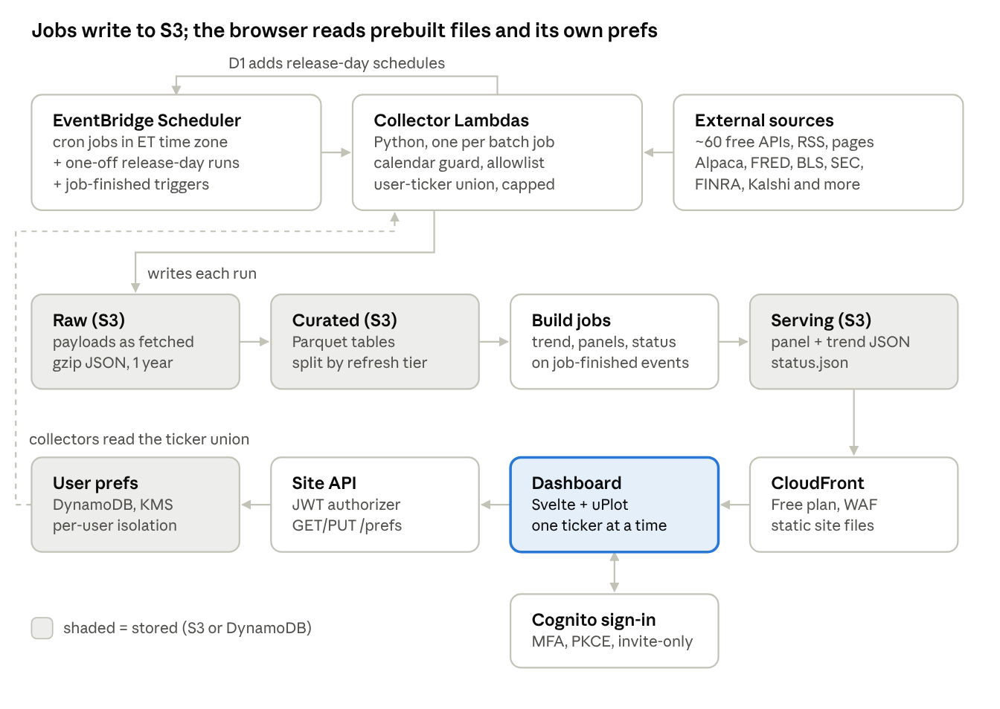 Jobs write to S3; the browser reads prebuilt files and its own prefs
D1 adds release-day schedules
EventBridge Scheduler
cron jobs in ET time zone
+ one-off release-day runs
+ job-finished triggers
Collector Lambdas
Python, one per batch job
calendar guard, allowlist
user-ticker union, capped
External sources
~60 free APIs, RSS, pages
Alpaca, FRED, BLS, SEC,
FINRA, Kalshi and more
writes each run
Raw (S3)
payloads as fetched
gzip JSON, 1 year
Curated (S3)
Parquet tables
split by refresh tier
Build jobs
trend, panels, status
on job-finished events
Serving (S3)
panel + trend JSON
status.json
collectors read the ticker union
User prefs
DynamoDB, KMS
per-user isolation
Site API
JWT authorizer
GET/PUT /prefs
Dashboard
Svelte + uPlot
one ticker at a time
CloudFront
Free plan, WAF
static site files
Cognito sign-in
MFA, PKCE, invite-only
shaded = stored (S3 or DynamoDB)